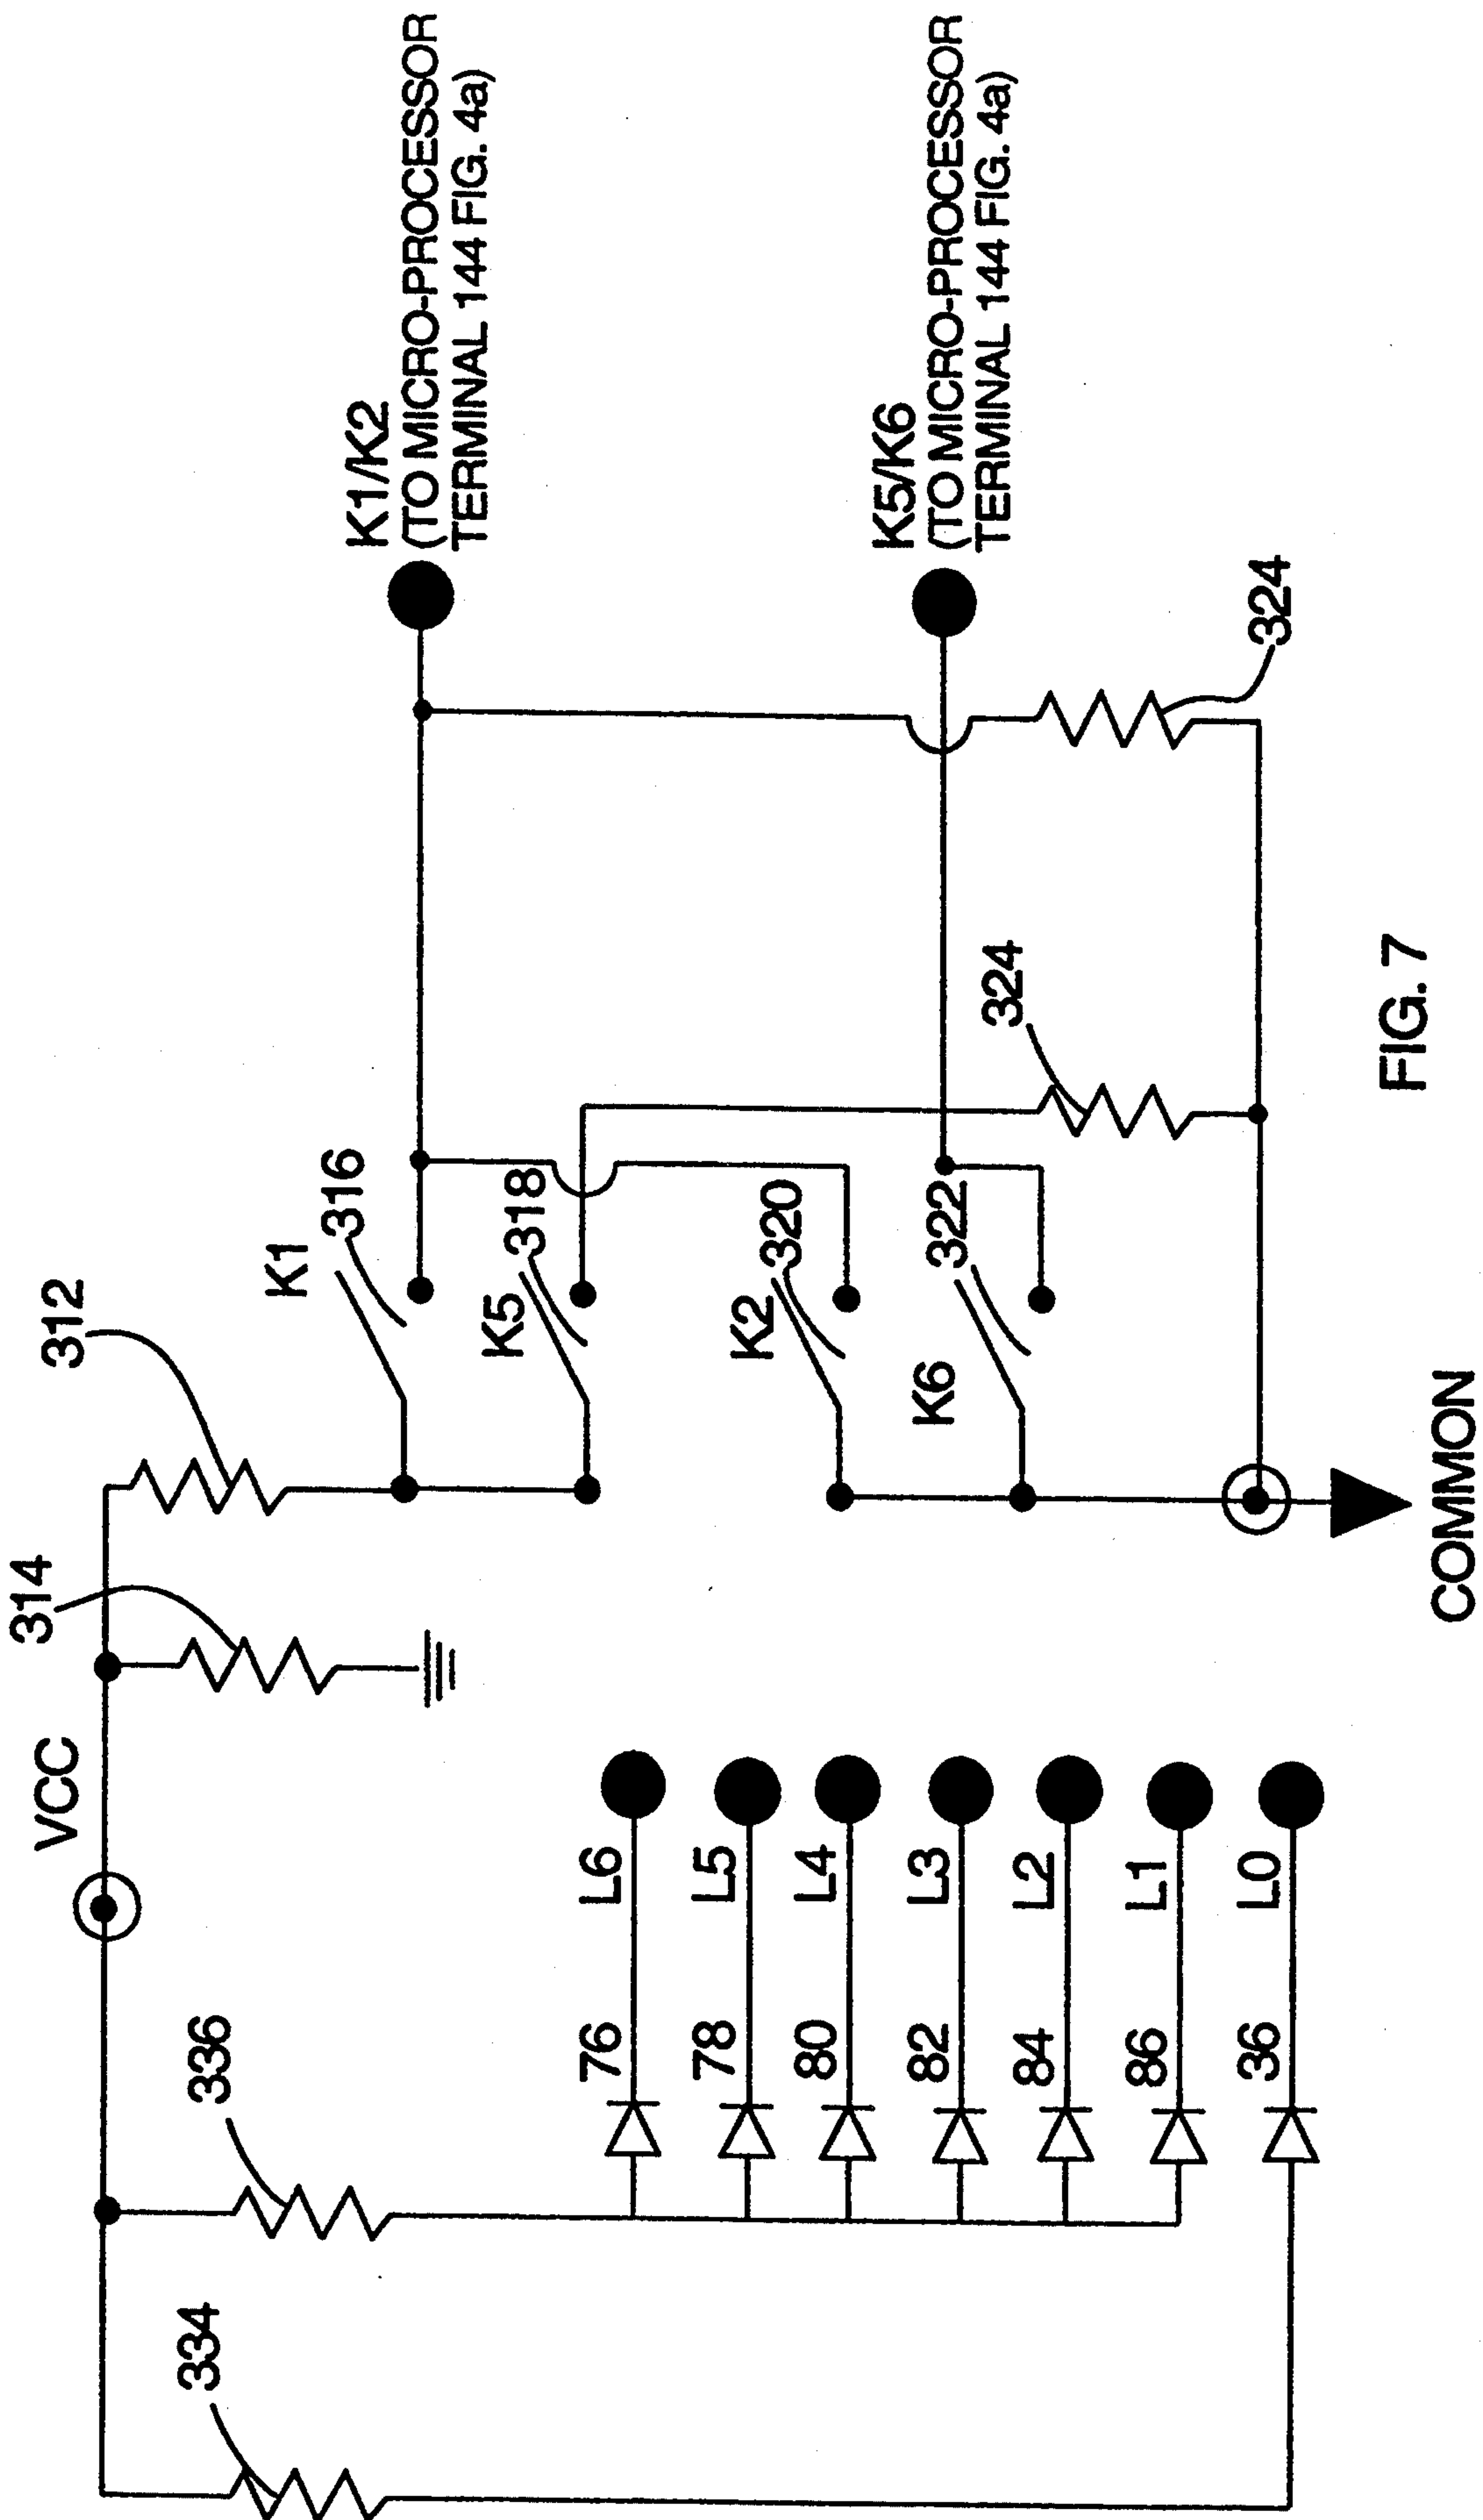 334
336
VCC
314
312
K1
316
K5
318
K2
320
K6
322
324
324
K1/K2
(TO MICRO-PROCESSOR
TERMINAL 144 FIG. 4a)
K5/K6
(TO MICRO-PROCESSOR
TERMINAL 144 FIG. 4a)
76
L6
78
L5
80
L4
82
L3
84
L2
86
L1
36
L0
COMMON
FIG. 7